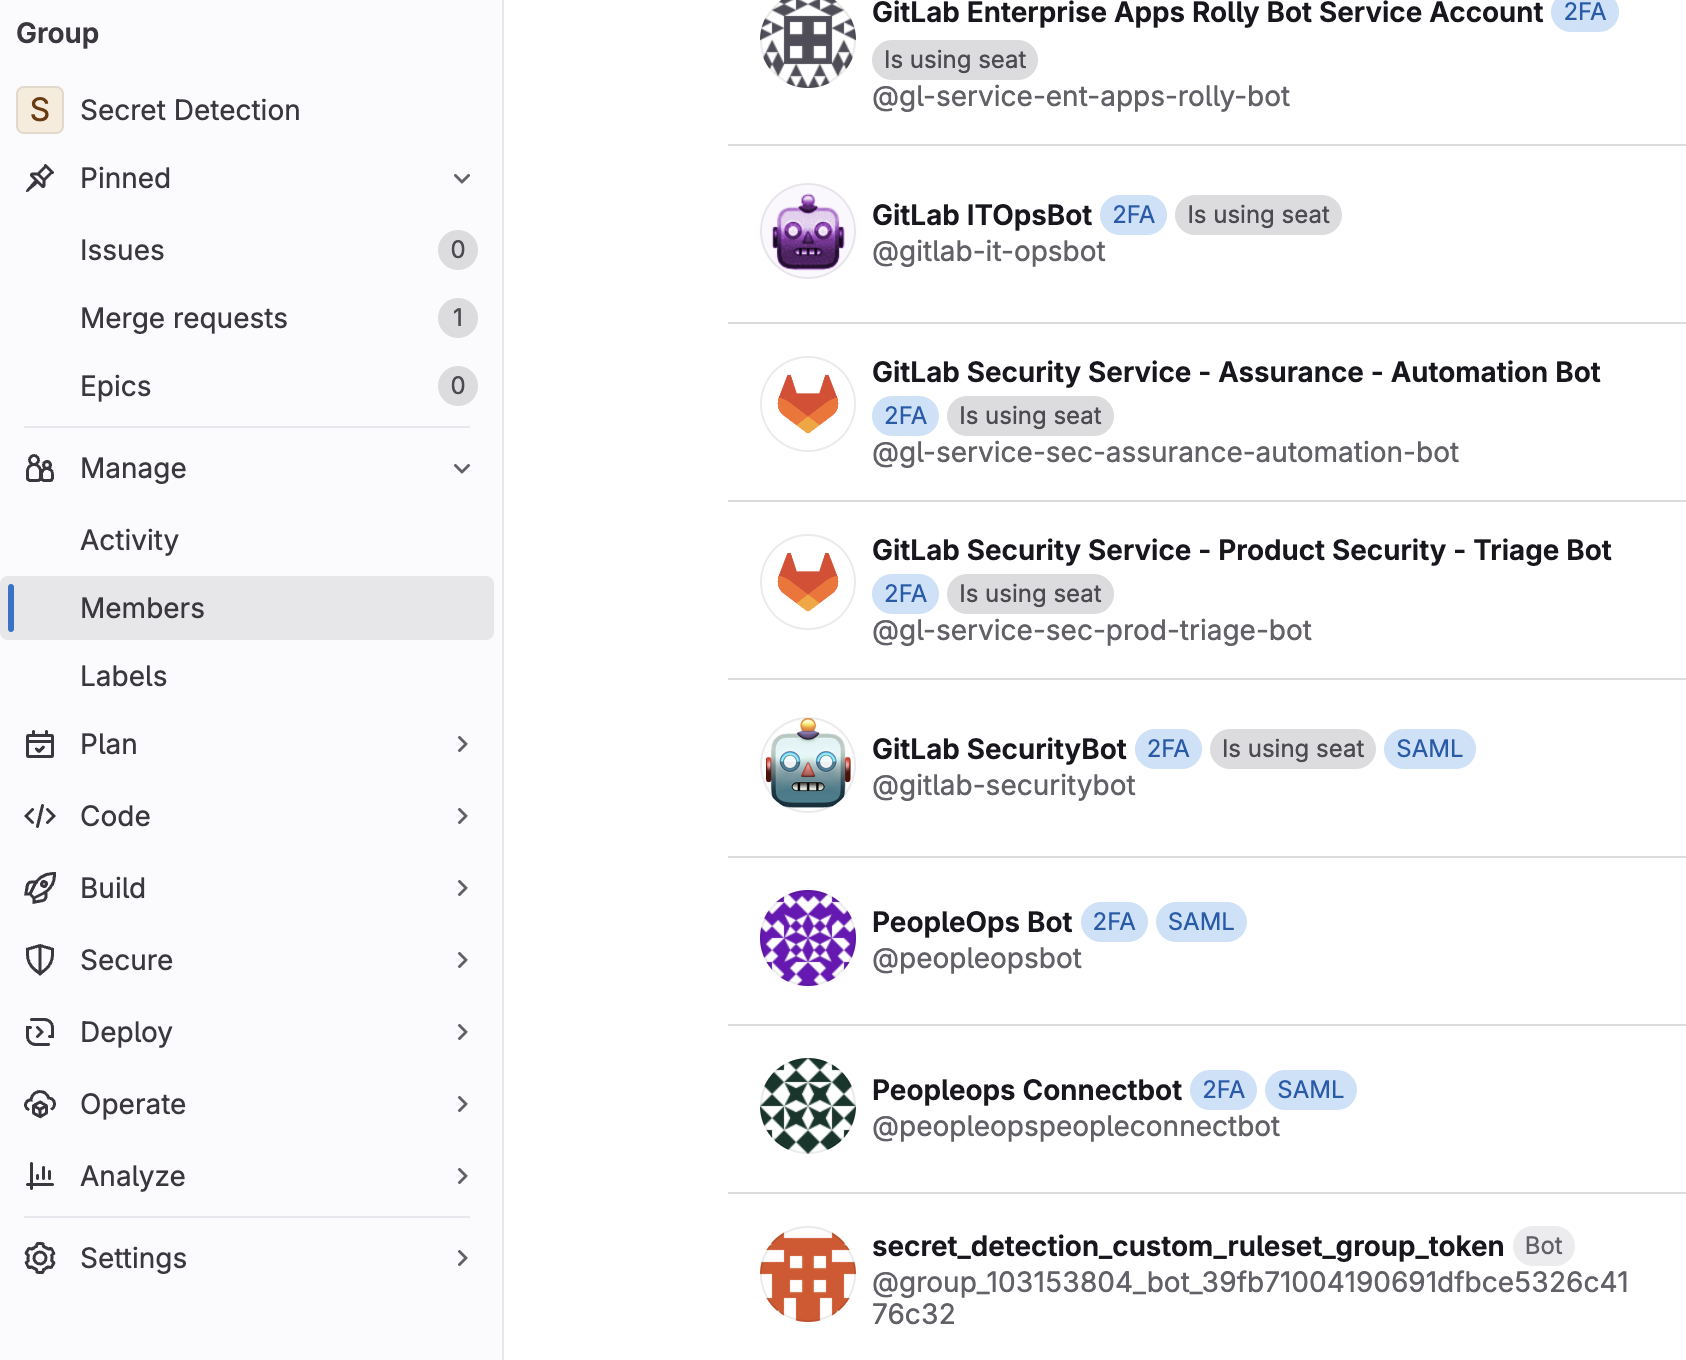 Group
S Secret Detection
Pinned
Issues 0
Merge requests 1
Epics 0
Manage
Activity
Members
Labels
Plan
Code
Build
Secure
Deploy
Operate
Analyze
Settings
GitLab Enterprise Apps Rolly Bot Service Account 2FA
Is using seat
@gl-service-ent-apps-rolly-bot
GitLab ITOpsBot 2FA Is using seat
@gitlab-it-opsbot
GitLab Security Service - Assurance - Automation Bot
2FA Is using seat
@gl-service-sec-assurance-automation-bot
GitLab Security Service - Product Security - Triage Bot
2FA Is using seat
@gl-service-sec-prod-triage-bot
GitLab SecurityBot 2FA Is using seat SAML
@gitlab-securitybot
PeopleOps Bot 2FA SAML
@peopleopsbot
Peopleops Connectbot 2FA SAML
@peopleopspeopleconnectbot
secret_detection_custom_ruleset_group_token Bot
@group_103153804_bot_39fb71004190691dfbce5326c41
76c32